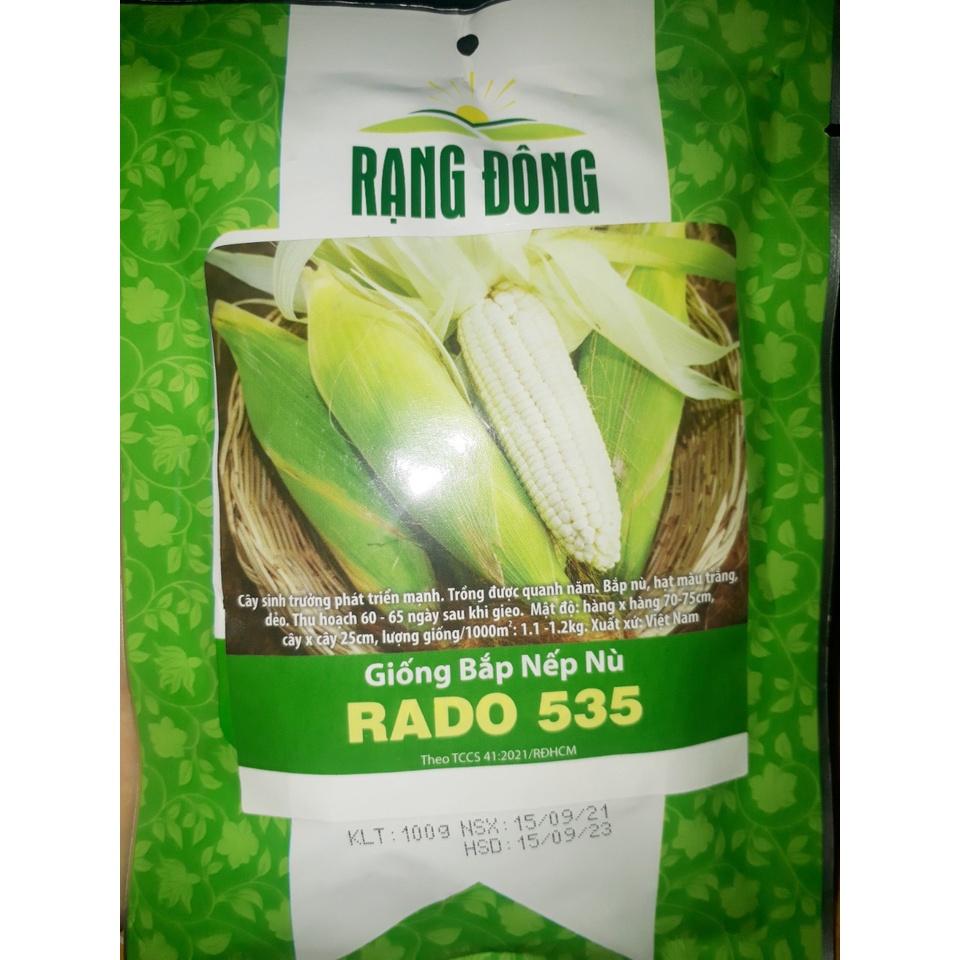 RẠNG ĐÔNG
Cây sinh trưởng phát triển mạnh. Trồng được quanh năm. Bắp nù, hạt màu trắng,
dẻo. Thu hoạch 60 - 65 ngày sau khi gieo. Mật độ: hàng x hàng 70-75cm,
cây x cây 25cm, lượng giống/1000m²: 1.1 -1.2kg. Xuất xứ: Việt Nam
Giống Bắp Nếp Nù
RADO 535
Theo TCCS 41:2021/RĐHCM
KLT: 100g NSX: 15/09/21
HSD: 15/09/23